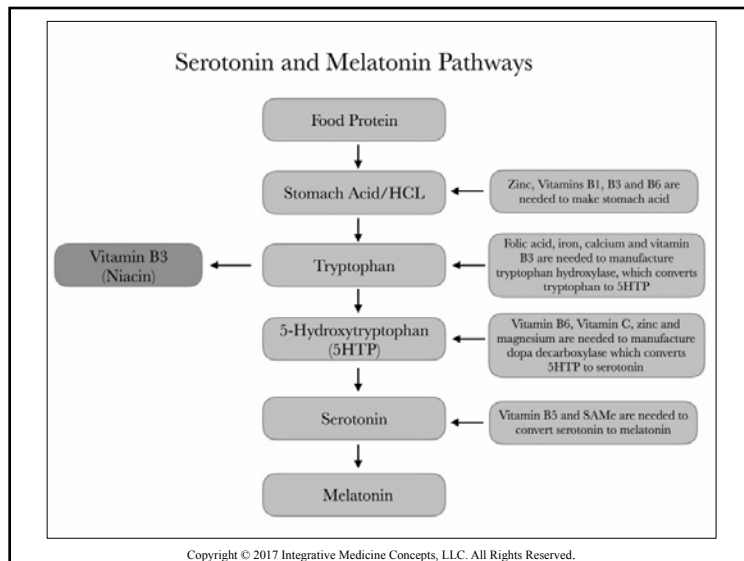 Serotonin and Melatonin Pathways
Food Protein
Stomach Acid/HCL
Zinc, Vitamins B1, B3 and B6 are
needed to make stomach acid
Vitamin B3
(Niacin)
Tryptophan
Folic acid, iron, calcium and vitamin
B3 are needed to manufacture
tryptophan hydroxylase, which converts
tryptophan to 5HTP
5-Hydroxytryptophan
(5HTP)
Vitamin B6, Vitamin C, zinc and
magnesium are needed to manufacture
dopa decarboxylase which converts
5HTP to serotonin
Serotonin
Vitamin B5 and SAMe are needed to
convert serotonin to melatonin
Melatonin
Copyright © 2017 Integrative Medicine Concepts, LLC. All Rights Reserved.